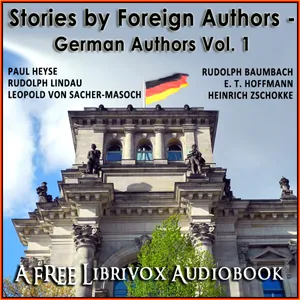 Stories by Foreign Authors -
German Authors Vol. 1
PAUL HEYSE
RUDOLPH LINDAU
LEOPOLD VON SACHER-MASOCH
RUDOLPH BAUMBACH
E. T. HOFFMANN
HEINRICH ZSCHOKKE
A FREE LIBRIVOX AUDIOBOOK